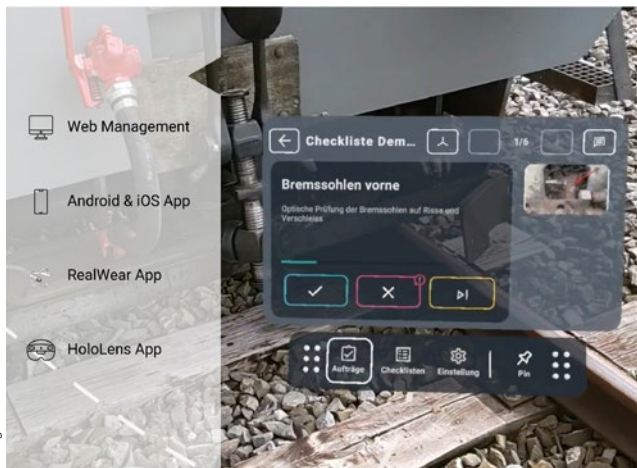 Web Management
Android & iOS App
RealWear App
HoloLens App
Checkliste Dem...
1/6
Bremssohlen vorne
Optische Prüfung der Bremssohlen auf Risse und
Verschleiss
Aufträge
Checklisten
Einstellung
Pin